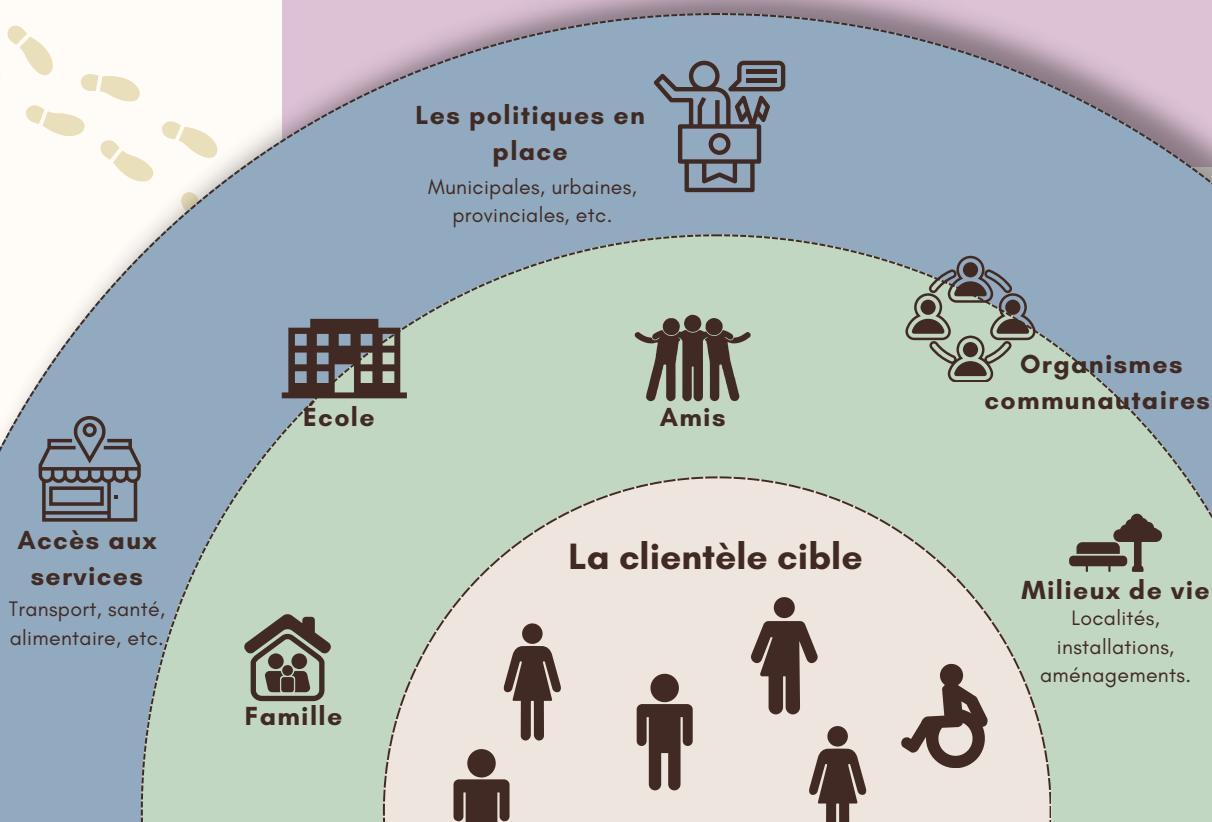 Les politiques en
place
Municipales, urbaines,
provinciales, etc.
École
Amis
Organismes
communautaires
Accès aux
services
Transport, santé,
alimentaire, etc.
La clientèle cible
Milieux de vie
Localités,
installations,
aménagements.
Famille